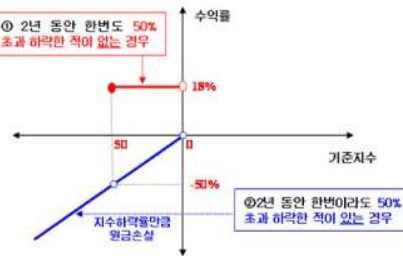 수익률
① 2년 동안 한번도 50%
초과 하락한 적이 없는 경우
18%
50
0
기준지수
-50%
지수하락률만큼
원금손실
②2년 동안 한번이라도 50%
초과 하락한 적이 있는 경우